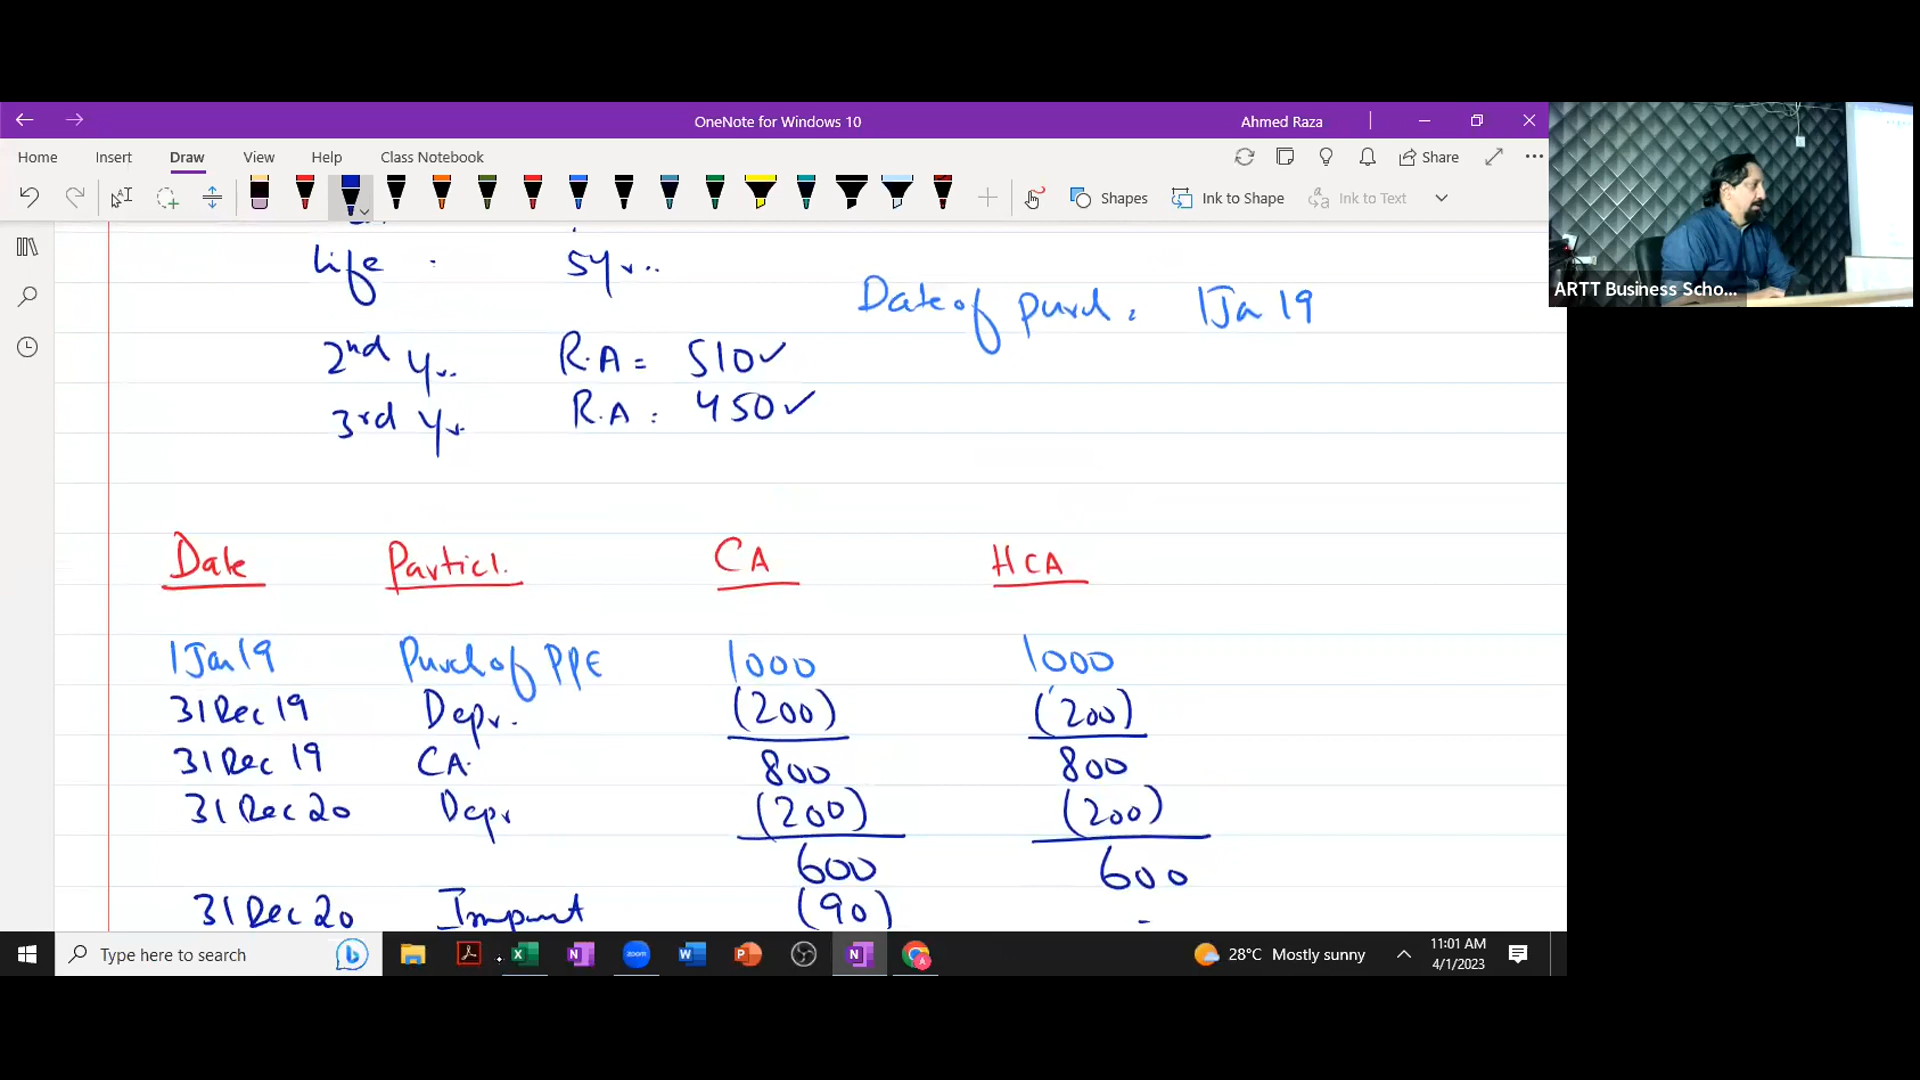 OneNote for Windows 10
Ahmed Raza
Home Insert Draw View Help Class Notebook
Share
Shapes Ink to Shape Ink to Text
ARTT Business Scho...
Life : 5yr..
Date of purch : 1Jan 19
2nd yr. R.A = 510✓
3rd yr. R.A : 450✓
Date Particl. CA HCA
1Jan19 Purch of PPE 1000 1000
31Dec19 Depr. (200) (200)
31Dec 19 CA. 800 800
31Dec20 Depr (200) (200)
600 600
31Dec20 (90) -
Type here to search
28°C Mostly sunny
11:01 AM
4/1/2023